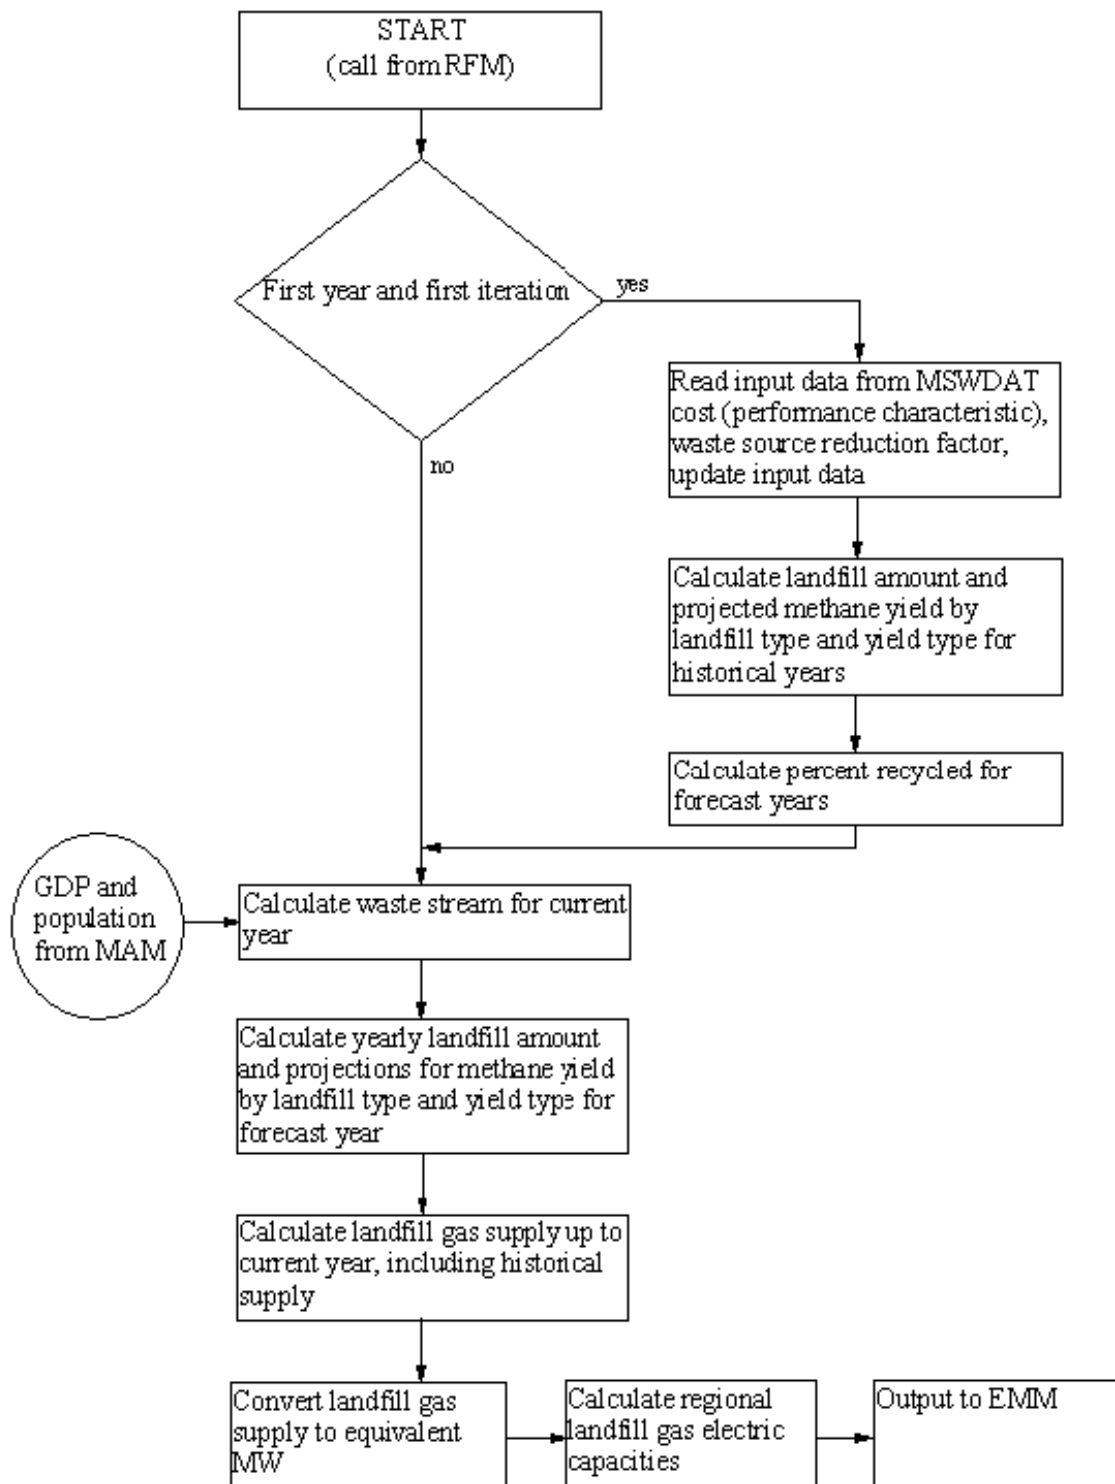 START
(call from RFM)
First year and first iteration
yes
no
Read input data from MSWDAT
cost (performance characteristic),
waste source reduction factor,
update input data
Calculate landfill amount and
projected methane yield by
landfill type and yield type for
historical years
Calculate percent recycled for
forecast years
GDP and
population
from MAM
Calculate waste stream for current
year
Calculate yearly landfill amount
and projections for methane yield
by landfill type and yield type for
forecast year
Calculate landfill gas supply up to
current year, including historical
supply
Convert landfill gas
supply to equivalent
MW
Calculate regional
landfill gas electric
capacities
Output to EMM